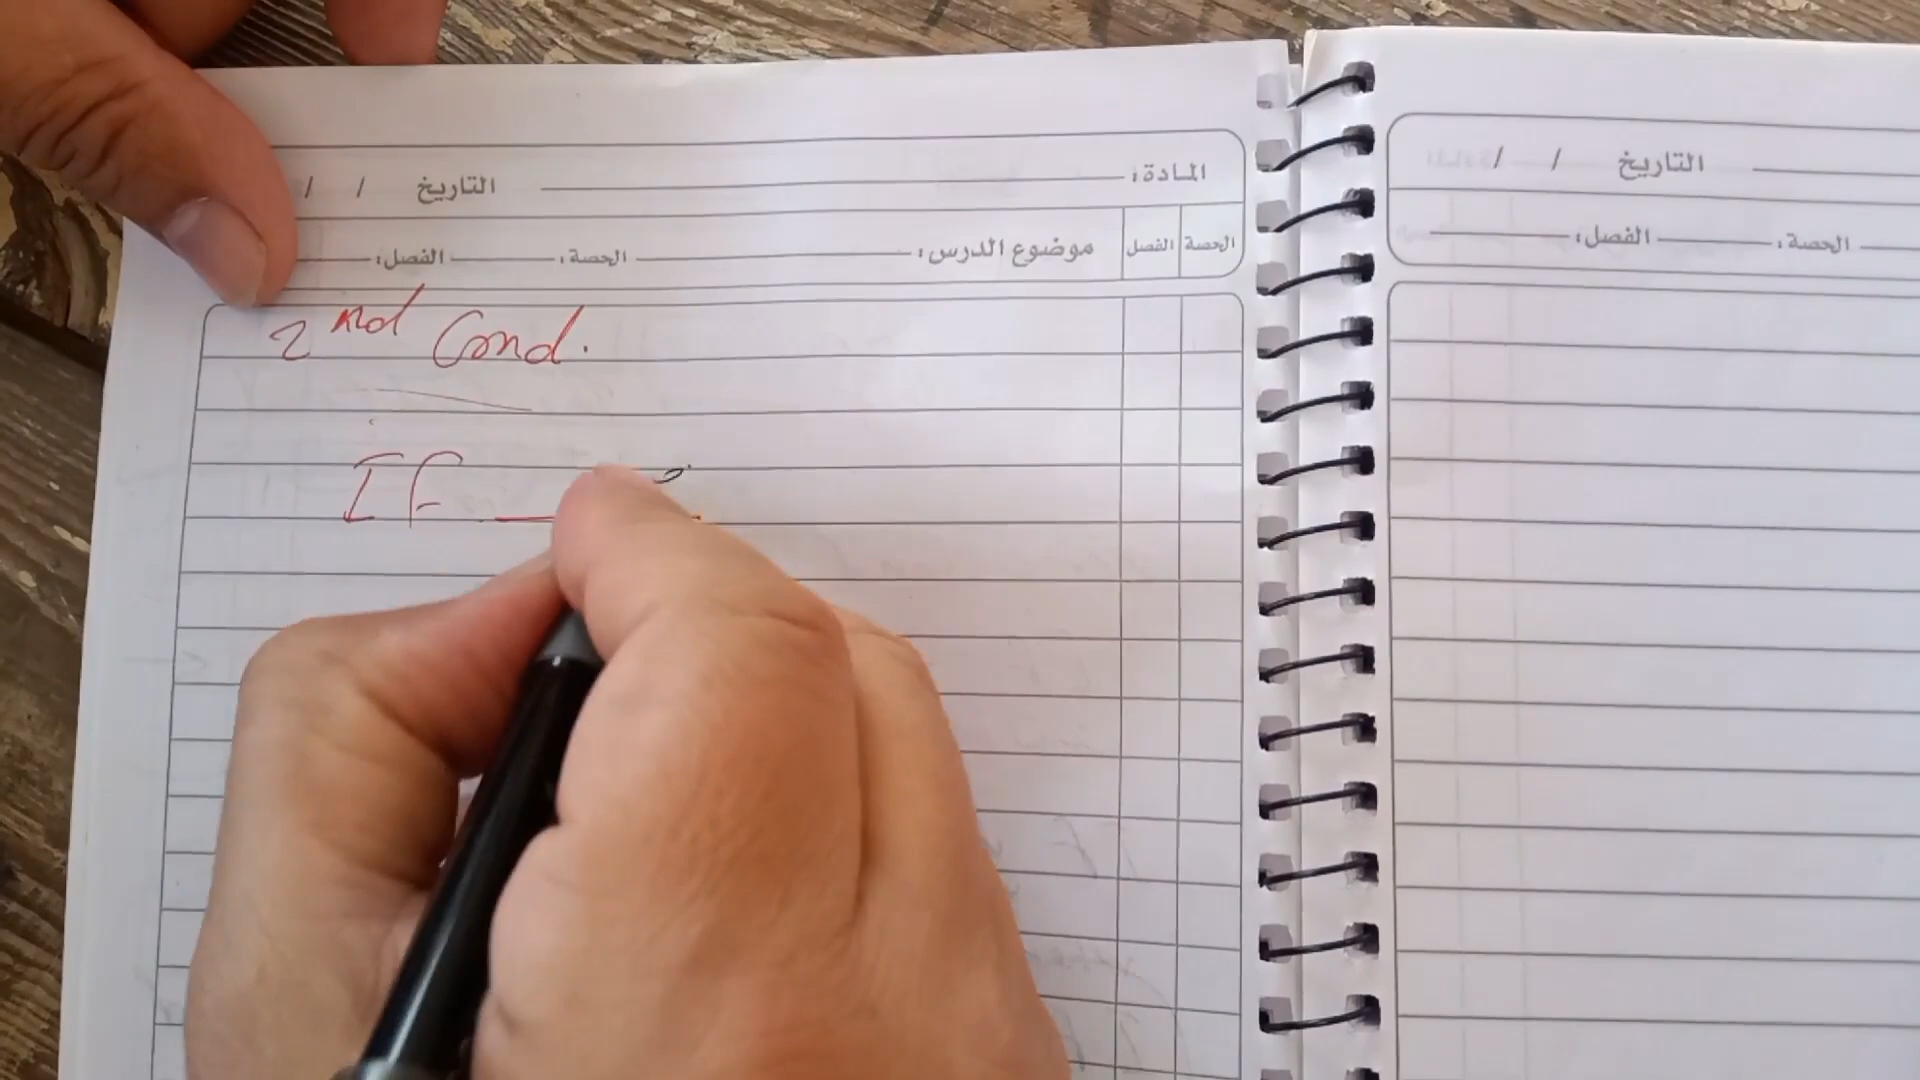 المادة: التاريخ / /
الحصة الفصل موضوع الدرس: الحصة: الفصل:
2nd Cond.
If
التاريخ / /
الحصة: الفصل: